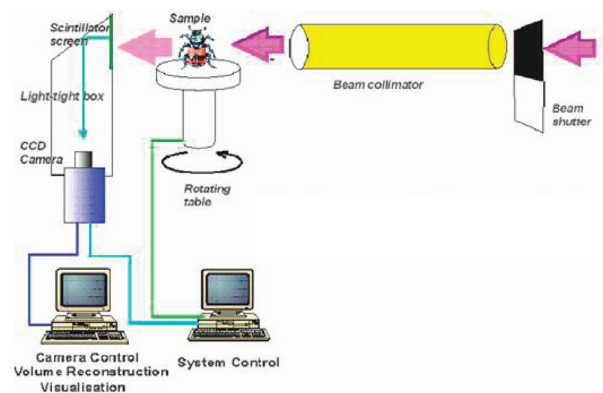 Scintillator
screen
Sample
Light-tight box
Beam collimator
Beam
shutter
CCD
Camera
Rotating
table
Camera Control
Volume Reconstruction
Visualisation
System Control